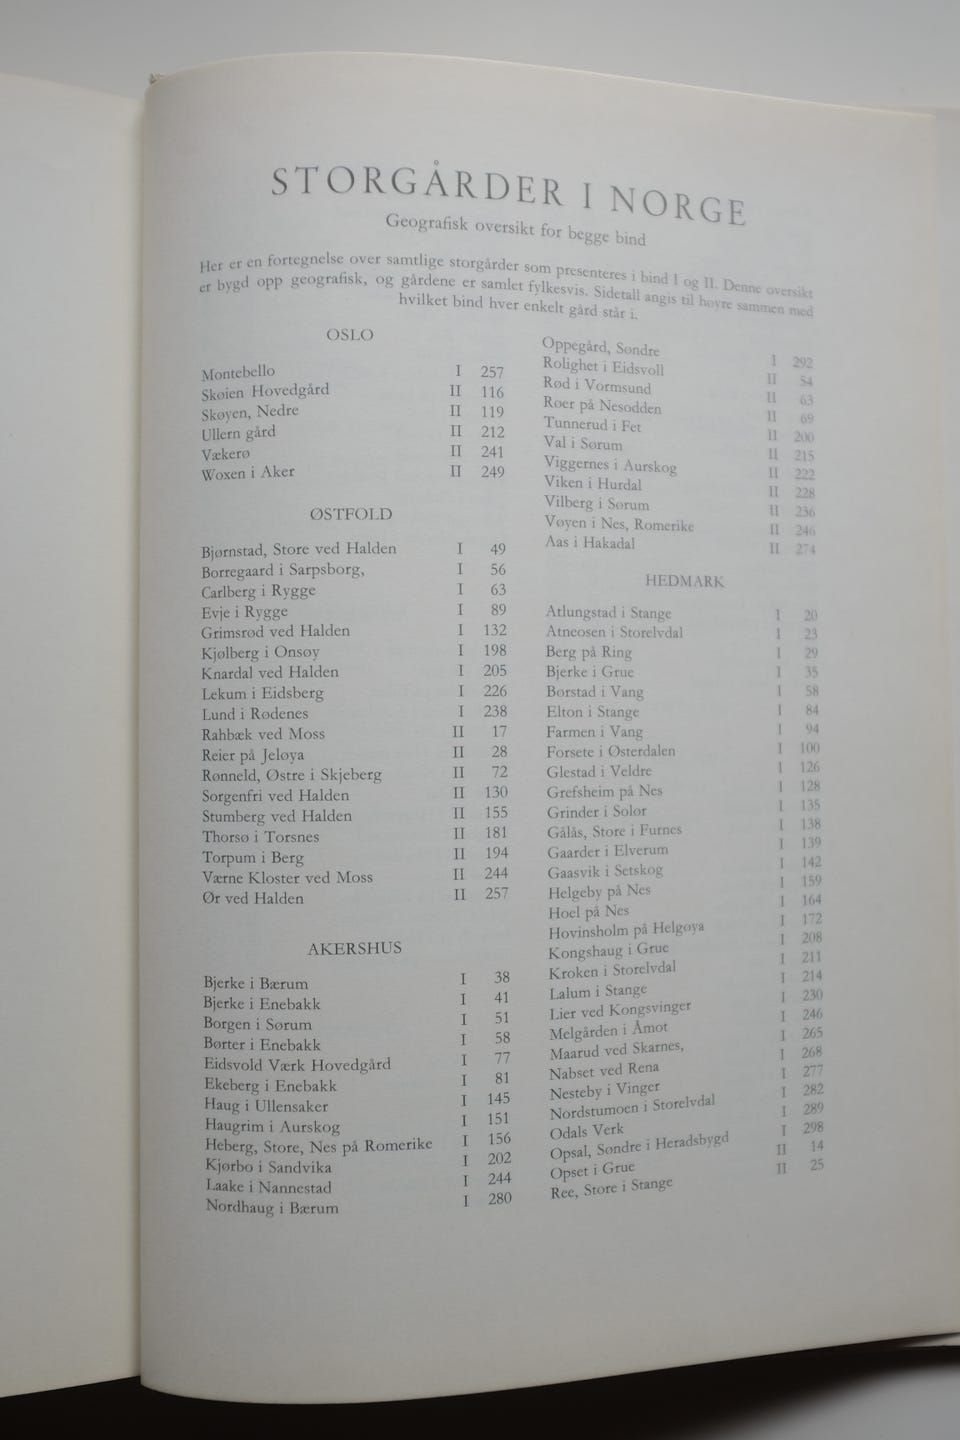 STORGÅRDER I NORGE
Geografisk oversikt for begge bind
Her er en fortegnelse over samtlige storgårder som presenteres i bind I og II. Denne oversikt
er bygd opp geografisk, og gårdene er samlet fylkesvis. Sidetall angis til høyre sammen med
hvilket bind hver enkelt gård står i.
OSLO
Montebello I 257
Skøien Hovedgård II 116
Skøyen, Nedre II 119
Ullern gård II 212
Vækerø II 241
Woxen i Aker II 249
ØSTFOLD
Bjørnstad, Store ved Halden I 49
Borregaard i Sarpsborg, I 56
Carlberg i Rygge I 63
Evje i Rygge I 89
Grimsrød ved Halden I 132
Kjølberg i Onsøy I 198
Knardal ved Halden I 205
Lekum i Eidsberg I 226
Lund i Rødenes I 238
Rahbæk ved Moss II 17
Reier på Jeløya II 28
Rønneld, Østre i Skjeberg II 72
Sorgenfri ved Halden II 130
Stumberg ved Halden II 155
Thorsø i Torsnes II 181
Torpum i Berg II 194
Værne Kloster ved Moss II 244
Ør ved Halden II 257
AKERSHUS
Bjerke i Bærum I 38
Bjerke i Enebakk I 41
Borgen i Sørum I 51
Børter i Enebakk I 58
Eidsvold Værk Hovedgård I 77
Ekeberg i Enebakk I 81
Haug i Ullensaker I 145
Haugrim i Aurskog I 151
Heberg, Store, Nes på Romerike I 156
Kjørbo i Sandvika I 202
Laake i Nannestad I 244
Nordhaug i Bærum I 280
Oppegård, Søndre I 292
Rolighet i Eidsvoll II 54
Rød i Vormsund II 63
Roer på Nesodden II 69
Tunnerud i Fet II 200
Val i Sørum II 215
Viggernes i Aurskog II 222
Viken i Hurdal II 228
Vilberg i Sørum II 236
Vøyen i Nes, Romerike II 246
Aas i Hakadal II 274
HEDMARK
Atlungstad i Stange I 20
Atneosen i Storelvdal I 23
Berg på Ring I 29
Bjerke i Grue I 35
Borstad i Vang I 58
Elton i Stange I 84
Farmen i Vang I 94
Forsete i Østerdalen I 100
Glestad i Veldre I 126
Grefsheim på Nes I 128
Grinder i Solør I 135
Gålås, Store i Furnes I 138
Gaarder i Elverum I 139
Gaasvik i Setskog I 142
Helgeby på Nes I 159
Hoel på Nes I 164
Hovinsholm på Helgøya I 172
Kongshaug i Grue I 208
Kroken i Storelvdal I 211
Lalum i Stange I 214
Lier ved Kongsvinger I 230
Melgården i Åmot I 246
Maarud ved Skarnes, I 265
Nabset ved Rena I 268
Nesteby i Vinger I 277
Nordstumoen i Storelvdal I 282
Odals Verk I 289
Opsal, Søndre i Heradsbygd I 298
Opset i Grue II 14
Ree, Store i Stange II 25